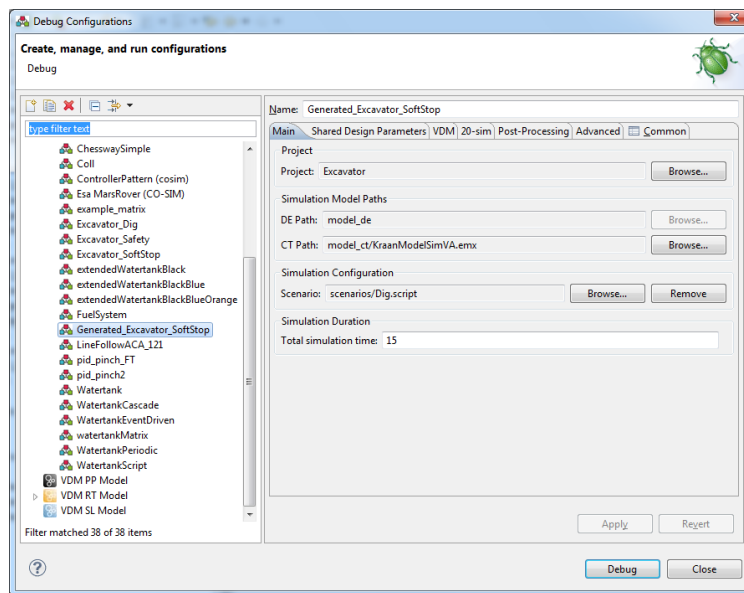 Debug Configurations
Create, manage, and run configurations
Debug
type filter text
ChesswaySimple
Coll
ControllerPattern (cosim)
Esa MarsRover (CO-SIM)
example_matrix
Excavator_Dig
Excavator_Safety
Excavator_SoftStop
extendedWatertankBlack
extendedWatertankBlackBlue
extendedWatertankBlackBlueOrange
FuelSystem
Generated_Excavator_SoftStop
LineFollowACA_121
pid_pinch_FT
pid_pinch2
Watertank
WatertankCascade
WatertankEventDriven
watertankMatrix
WatertankPeriodic
WatertankScript
VDM PP Model
VDM RT Model
VDM SL Model
Filter matched 38 of 38 items
Name: Generated_Excavator_SoftStop
Main Shared Design Parameters VDM 20-sim Post-Processing Advanced Common
Project
Project: Excavator Browse...
Simulation Model Paths
DE Path: model_de Browse...
CT Path: model_ct/KraanModelSimVA.emx Browse...
Simulation Configuration
Scenario: scenarios/Dig.script Browse... Remove
Simulation Duration
Total simulation time: 15
Apply Revert
? Debug Close